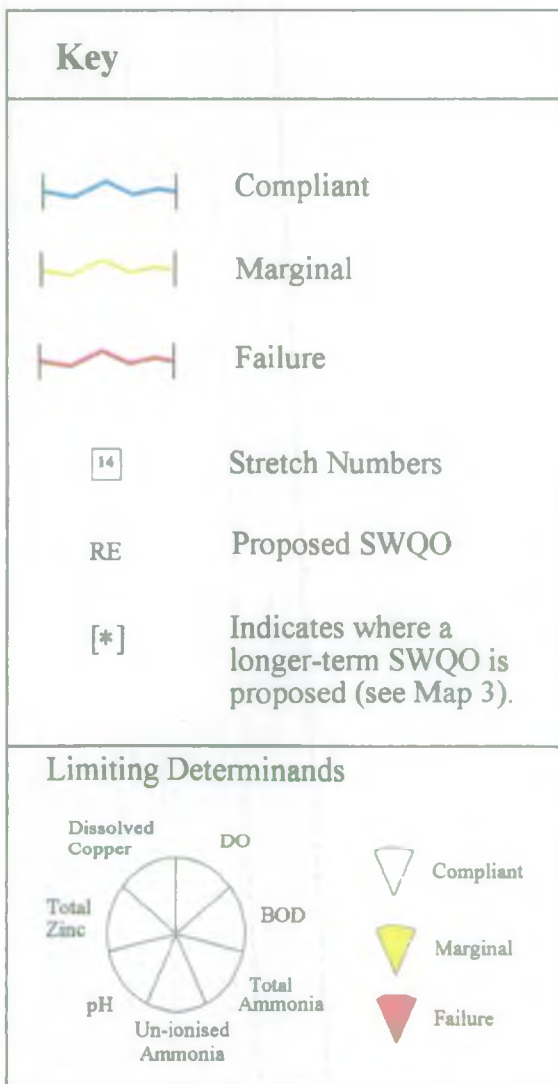 Key
Compliant
Marginal
Failure
14
Stretch Numbers
RE
Proposed SWQO
[*]
Indicates where a
longer-term SWQO is
proposed (see Map 3).
Limiting Determinands
Dissolved
Copper
DO
BOD
Total
Ammonia
Un-ionised
Ammonia
pH
Total
Zinc
Compliant
Marginal
Failure